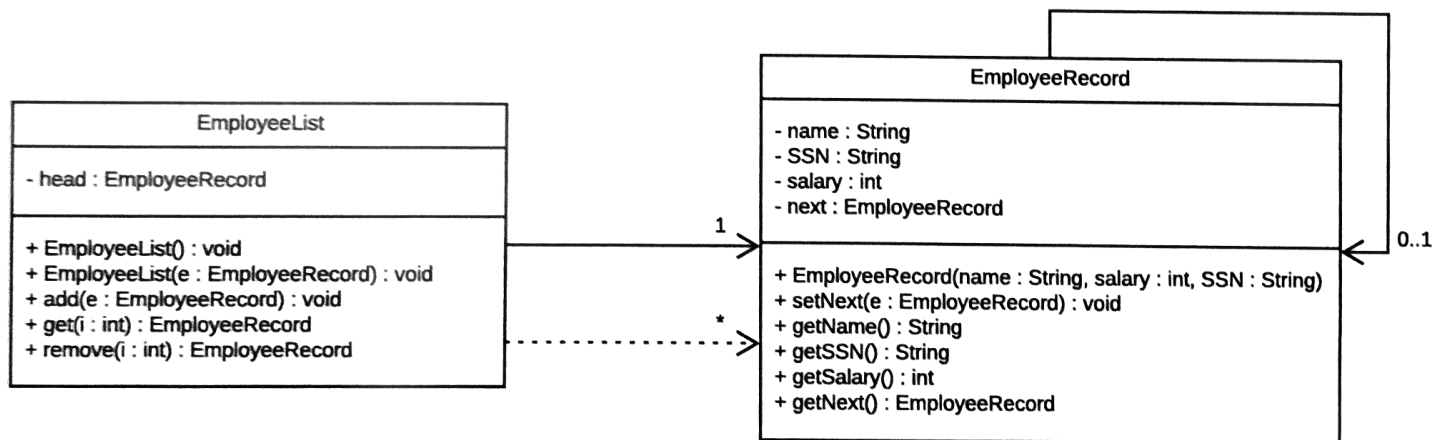 EmployeeList
- head : EmployeeRecord
+ EmployeeList() : void
+ EmployeeList(e : EmployeeRecord) : void
+ add(e : EmployeeRecord) : void
+ get(i : int) : EmployeeRecord
+ remove(i : int) : EmployeeRecord
1
*
EmployeeRecord
- name : String
- SSN : String
- salary : int
- next : EmployeeRecord
+ EmployeeRecord(name : String, salary : int, SSN : String)
+ setNext(e : EmployeeRecord) : void
+ getName() : String
+ getSSN() : String
+ getSalary() : int
+ getNext() : EmployeeRecord
0..1